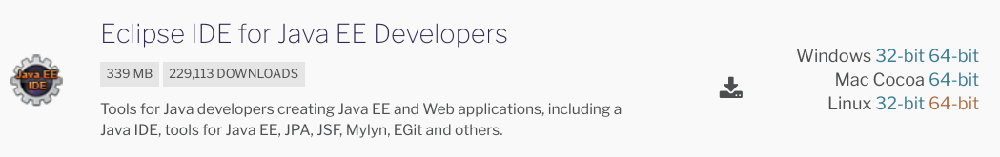 Eclipse IDE for Java EE Developers
339 MB 229,113 DOWNLOADS
Tools for Java developers creating Java EE and Web applications, including a
Java IDE, tools for Java EE, JPA, JSF, Mylyn, EGit and others.
Java EE
IDE
Windows 32-bit 64-bit
Mac Cocoa 64-bit
Linux 32-bit 64-bit